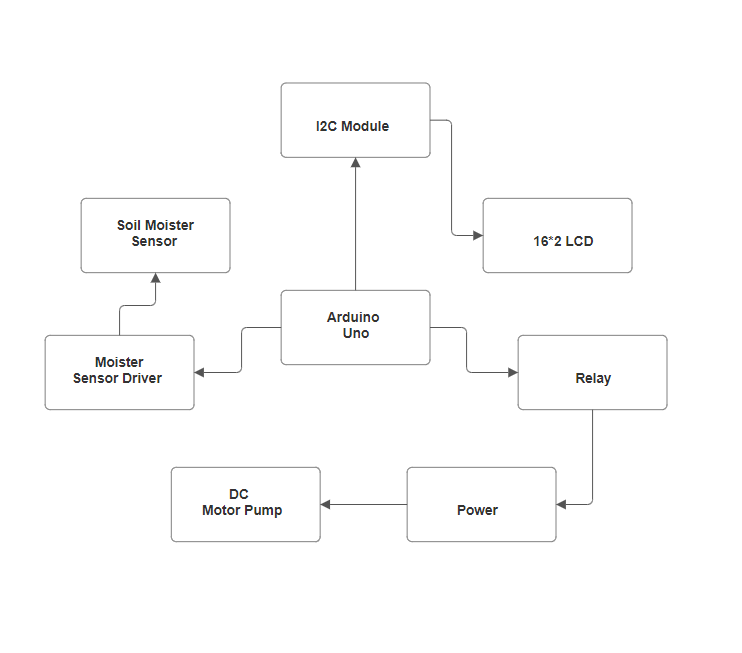 I2C Module
Soil Moister
Sensor
16*2 LCD
Arduino
Uno
Moister
Sensor Driver
Relay
DC
Motor Pump
Power